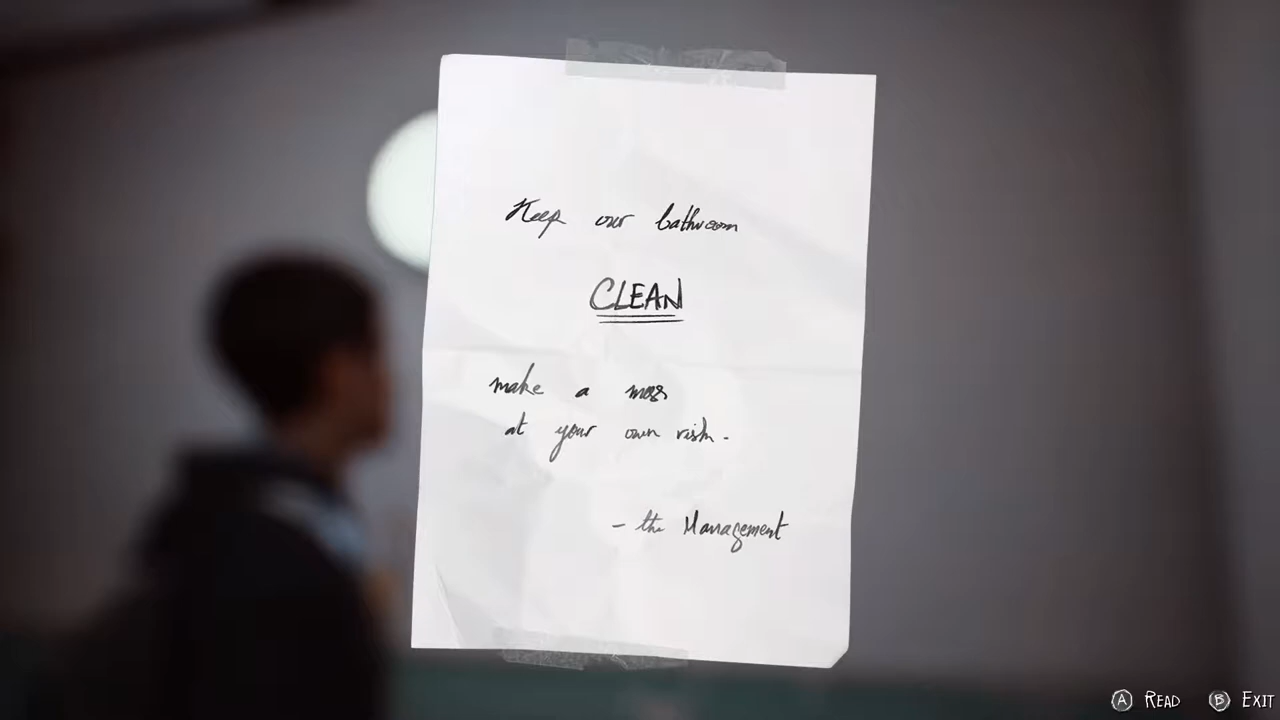 Keep our bathroom
CLEAN
make a mess
at your own risk.
- the Management
A READ B EXIT